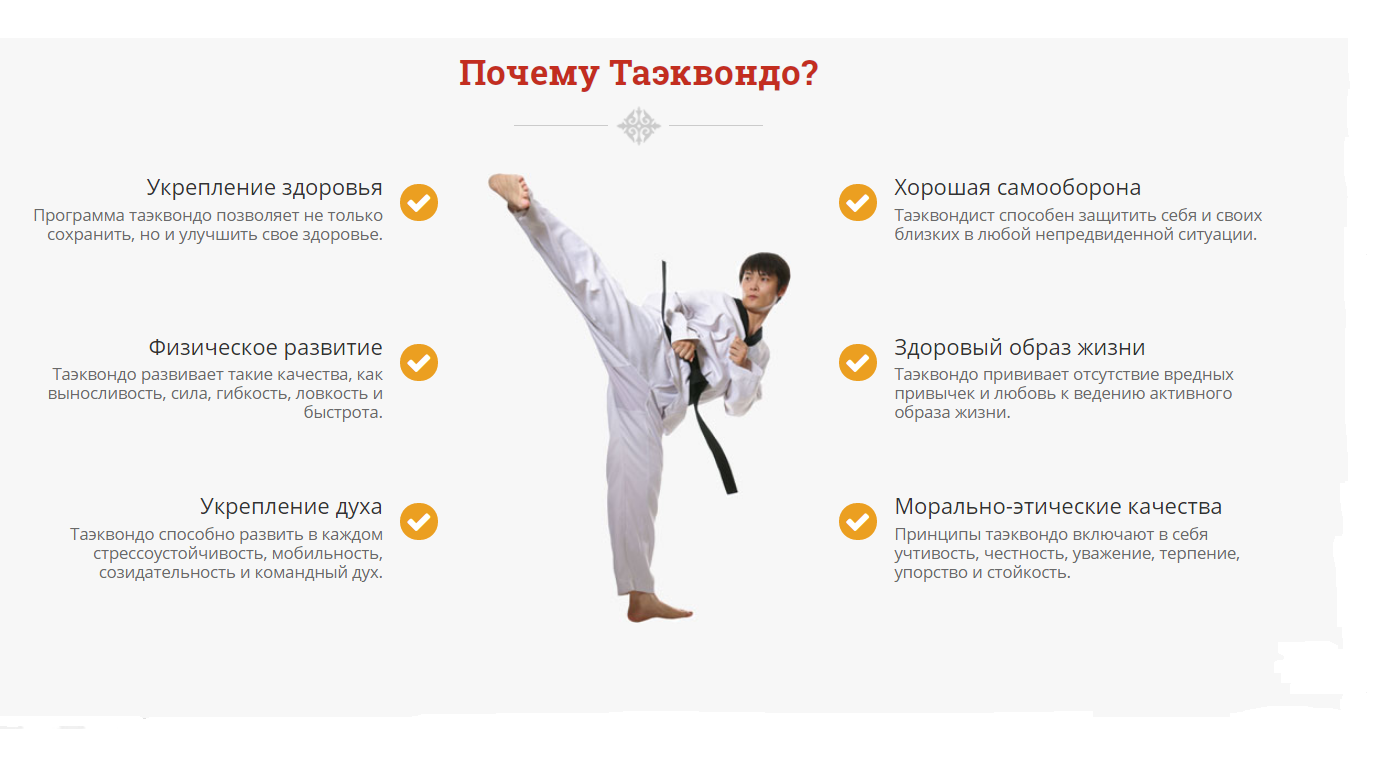 Почему Таэквондо?
Укрепление здоровья
Программа таэквондо позволяет не только
сохранить, но и улучшить свое здоровье.
Физическое развитие
Таэквондо развивает такие качества, как
выносливость, сила, гибкость, ловкость и
быстрота.
Укрепление духа
Таэквондо способно развить в каждом
стрессоустойчивость, мобильность,
созидательность и командный дух.
Хорошая самооборона
Таэквондист способен защитить себя и своих
близких в любой непредвиденной ситуации.
Здоровый образ жизни
Таэквондо прививает отсутствие вредных
привычек и любовь к ведению активного
образа жизни.
Морально-этические качества
Принципы таэквондо включают в себя
учтивость, честность, уважение, терпение,
упорство и стойкость.